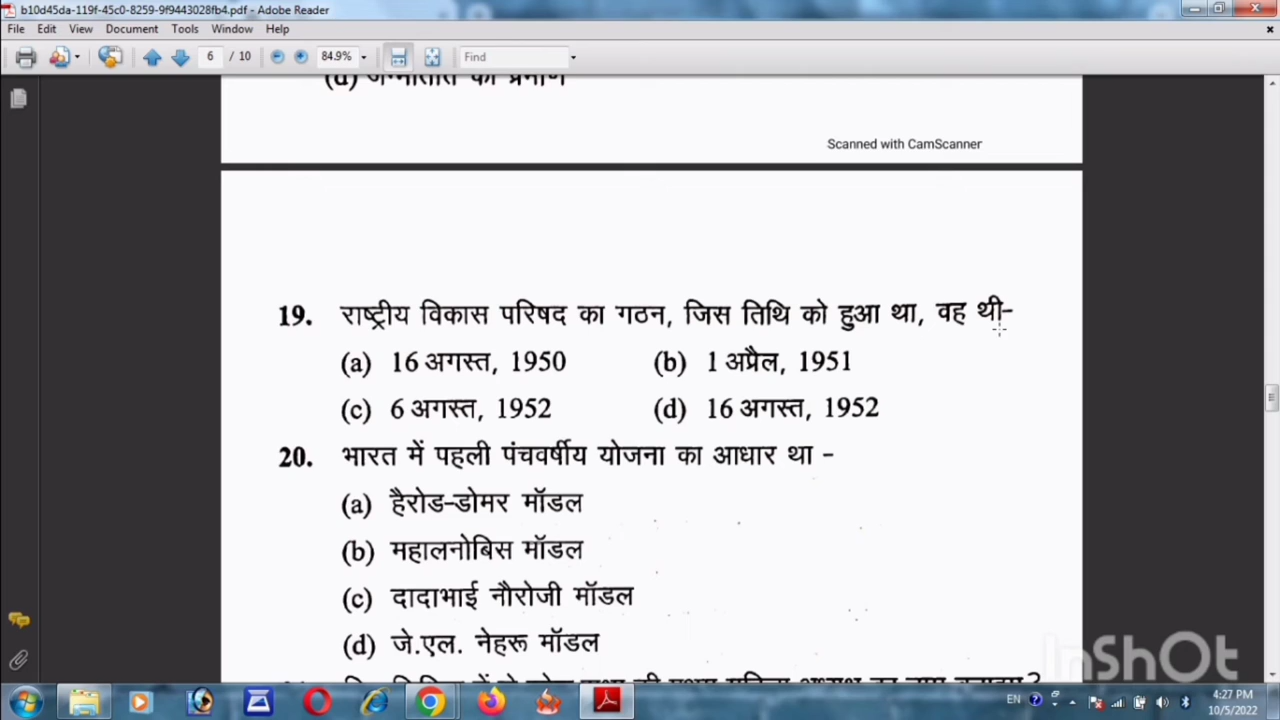 b10d45da-119f-45c0-8259-9f9443028fb4.pdf - Adobe Reader
File Edit View Document Tools Window Help
6 / 10 84.9% Find
Scanned with CamScanner
19. राष्ट्रीय विकास परिषद का गठन, जिस तिथि को हुआ था, वह थी-
(a) 16 अगस्त, 1950 (b) 1 अप्रैल, 1951
(c) 6 अगस्त, 1952 (d) 16 अगस्त, 1952
20. भारत में पहली पंचवर्षीय योजना का आधार था -
(a) हैरोड-डोमर मॉडल
(b) महालनोबिस मॉडल
(c) दादाभाई नौरोजी मॉडल
(d) जे.एल. नेहरू मॉडल
InShOt
EN 4:27 PM
10/5/2022